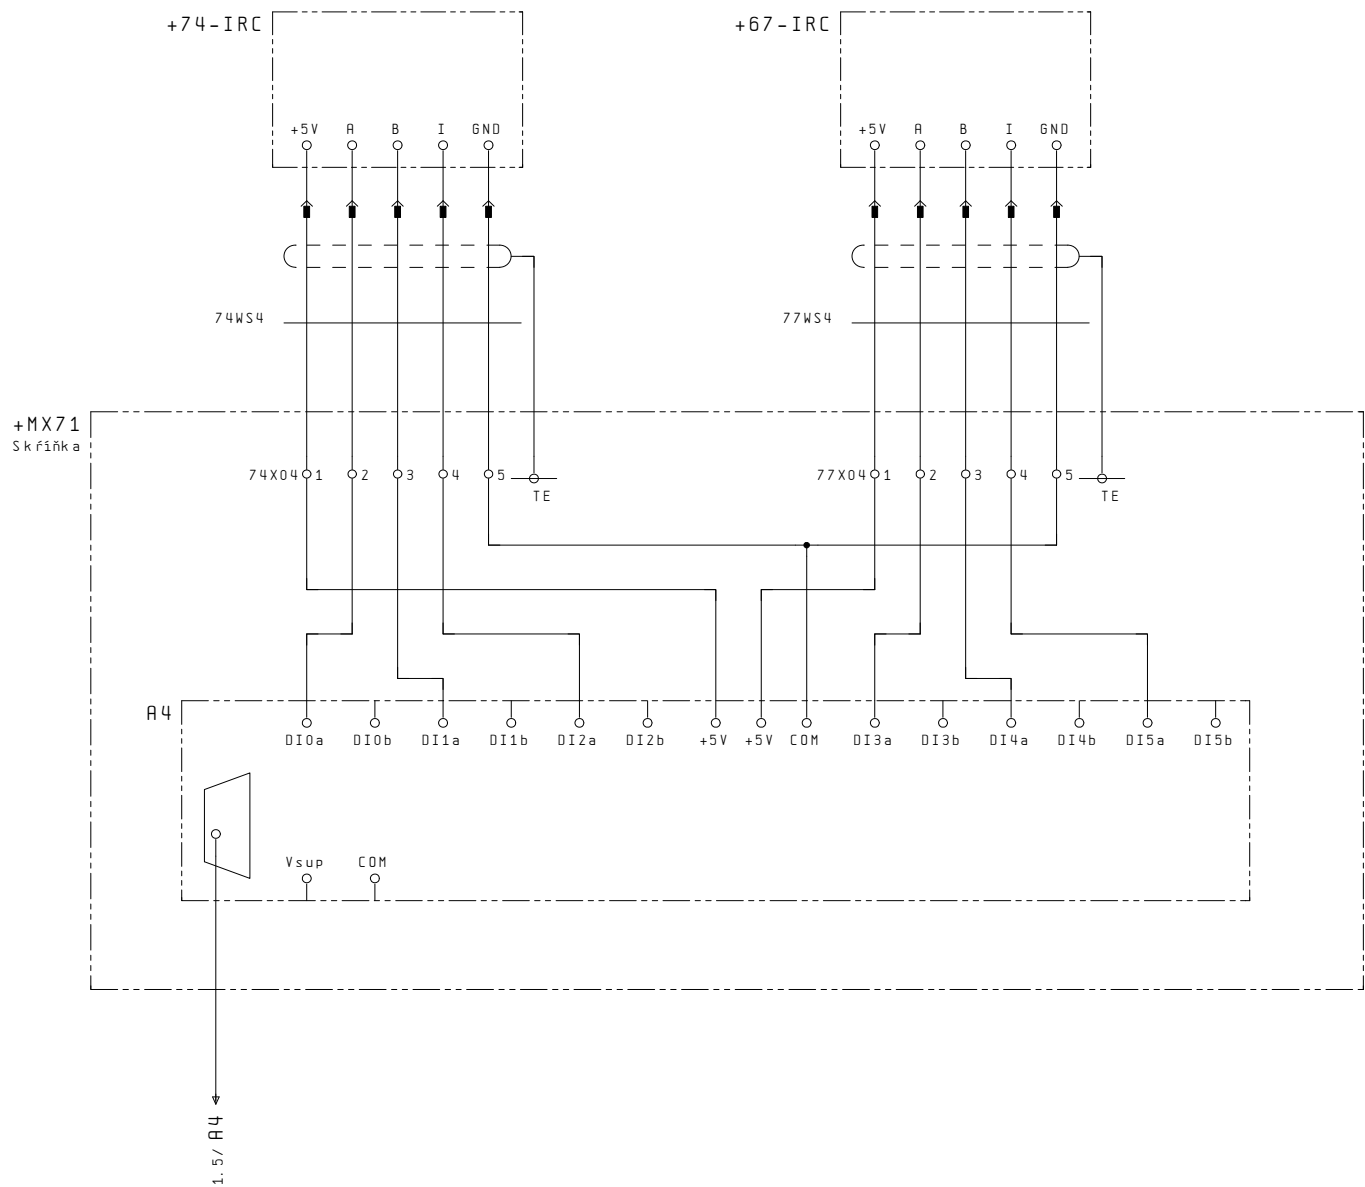 +74-IRC +67-IRC
+5V A B I GND +5V A B I GND
74WS4 77WS4
+MX71
Skříňka
74X04 1 2 3 4 5 77X04 1 2 3 4 5
TE TE
A4
DI0a DI0b DI1a DI1b DI2a DI2b +5V +5V COM DI3a DI3b DI4a DI4b DI5a DI5b
Vsup COM
1.5/ A4